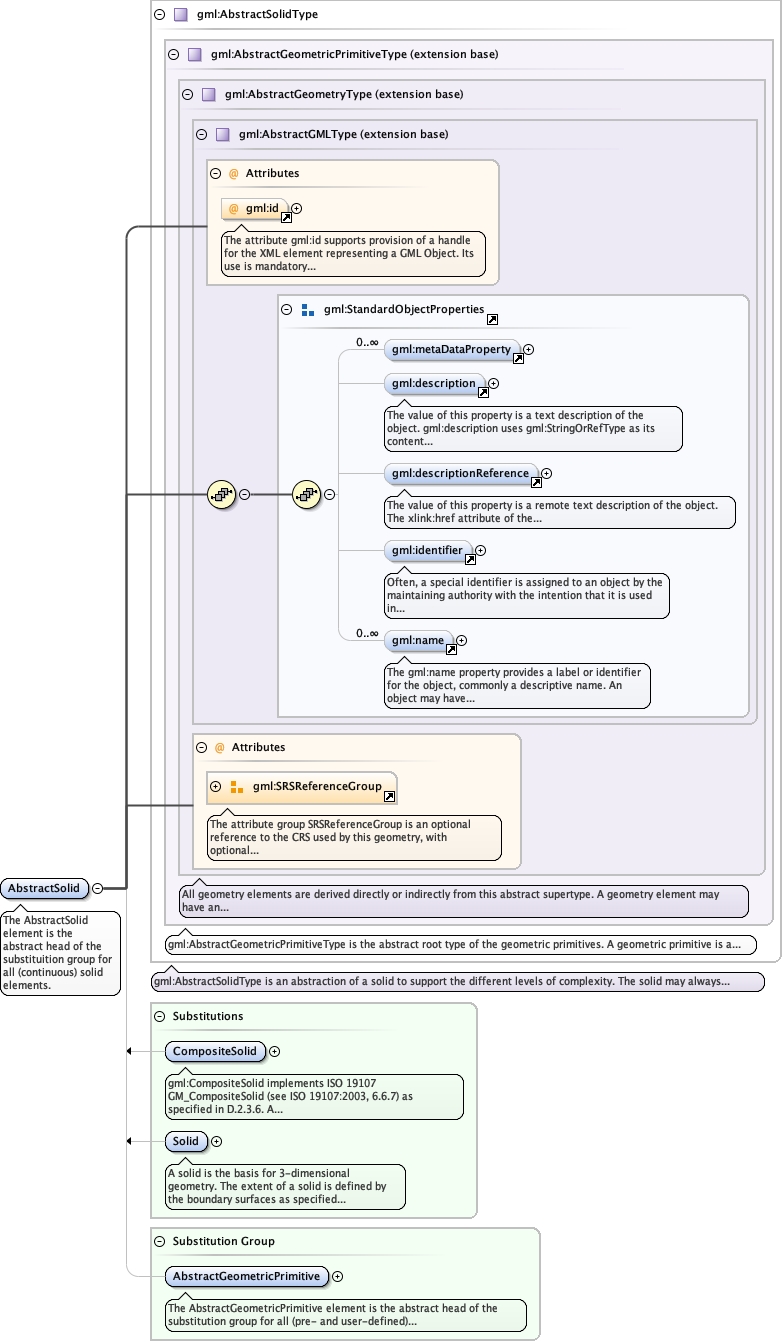 gml:AbstractSolidType
gml:AbstractGeometricPrimitiveType (extension base)
gml:AbstractGeometryType (extension base)
gml:AbstractGMLType (extension base)
@ Attributes
@ gml:id
The attribute gml:id supports provision of a handle
for the XML element representing a GML Object. Its
use is mandatory...
gml:StandardObjectProperties
0..∞
gml:metaDataProperty
gml:description
The value of this property is a text description of the
object. gml:description uses gml:StringOrRefType as its
content...
gml:descriptionReference
The value of this property is a remote text description of the object.
The xlink:href attribute of the...
gml:identifier
Often, a special identifier is assigned to an object by the
maintaining authority with the intention that it is used
in...
0..∞
gml:name
The gml:name property provides a label or identifier
for the object, commonly a descriptive name. An
object may have...
@ Attributes
gml:SRSReferenceGroup
The attribute group SRSReferenceGroup is an optional
reference to the CRS used by this geometry, with
optional...
All geometry elements are derived directly or indirectly from this abstract supertype. A geometry element may
have an...
gml:AbstractGeometricPrimitiveType is the abstract root type of the geometric primitives. A geometric primitive is a...
gml:AbstractSolidType is an abstraction of a solid to support the different levels of complexity. The solid may always...
AbstractSolid
The AbstractSolid
element is the
abstract head of the
substituition group for
all (continuous) solid
elements.
Substitutions
CompositeSolid
gml:CompositeSolid implements ISO 19107
GM_CompositeSolid (see ISO 19107:2003, 6.6.7) as
specified in D.2.3.6. A...
Solid
A solid is the basis for 3-dimensional
geometry. The extent of a solid is defined by
the boundary surfaces as specified...
Substitution Group
AbstractGeometricPrimitive
The AbstractGeometricPrimitive element is the abstract head of the
substitution group for all (pre- and user-defined)...